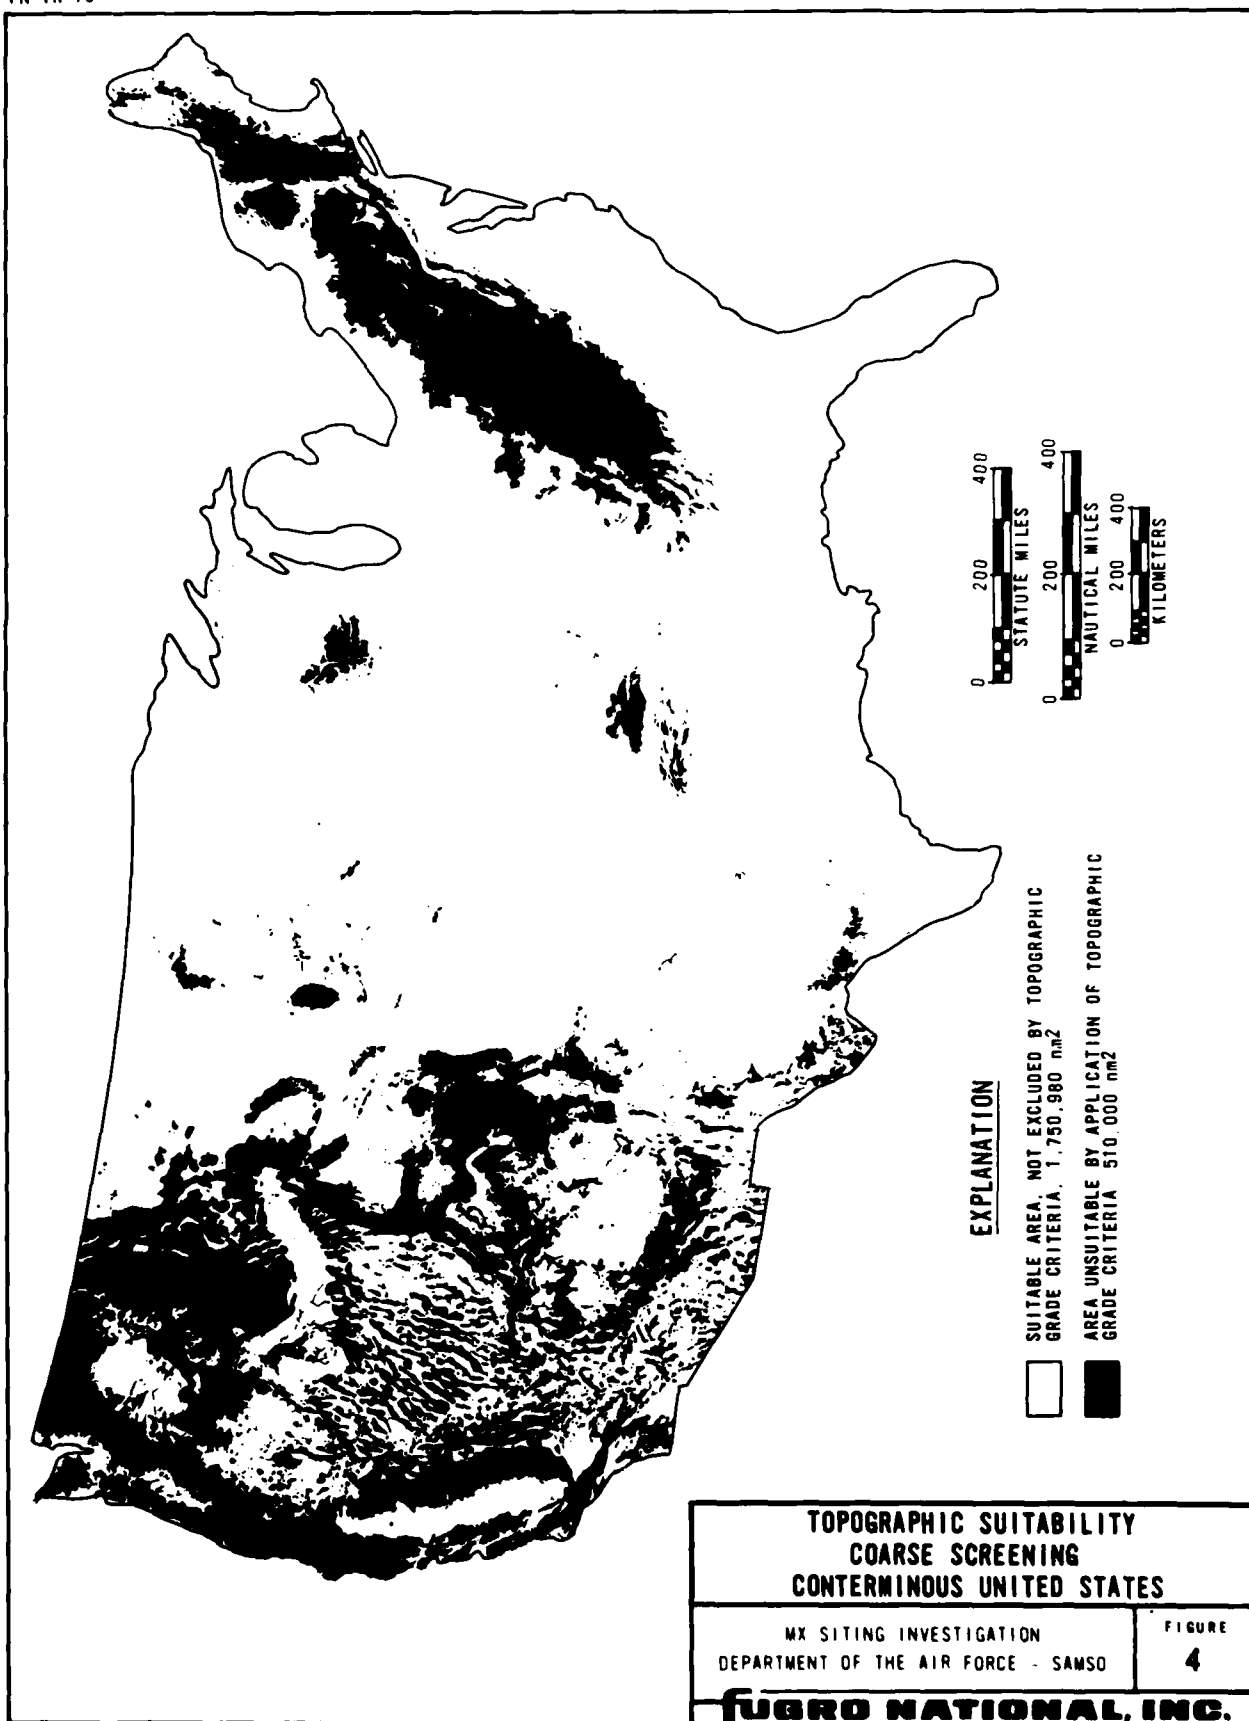 400
200
0
STATUTE MILES
400
200
0
NAUTICAL MILES
400
200
0
KILOMETERS
EXPLANATION
SUITABLE AREA, NOT EXCLUDED BY TOPOGRAPHIC
GRADE CRITERIA, 1,750,980 nm2
AREA UNSUITABLE BY APPLICATION OF TOPOGRAPHIC
GRADE CRITERIA 510,000 nm2
TOPOGRAPHIC SUITABILITY
COARSE SCREENING
CONTERMINOUS UNITED STATES
MX SITING INVESTIGATION
DEPARTMENT OF THE AIR FORCE - SAMSO
FIGURE
4
FUGRO NATIONAL, INC.